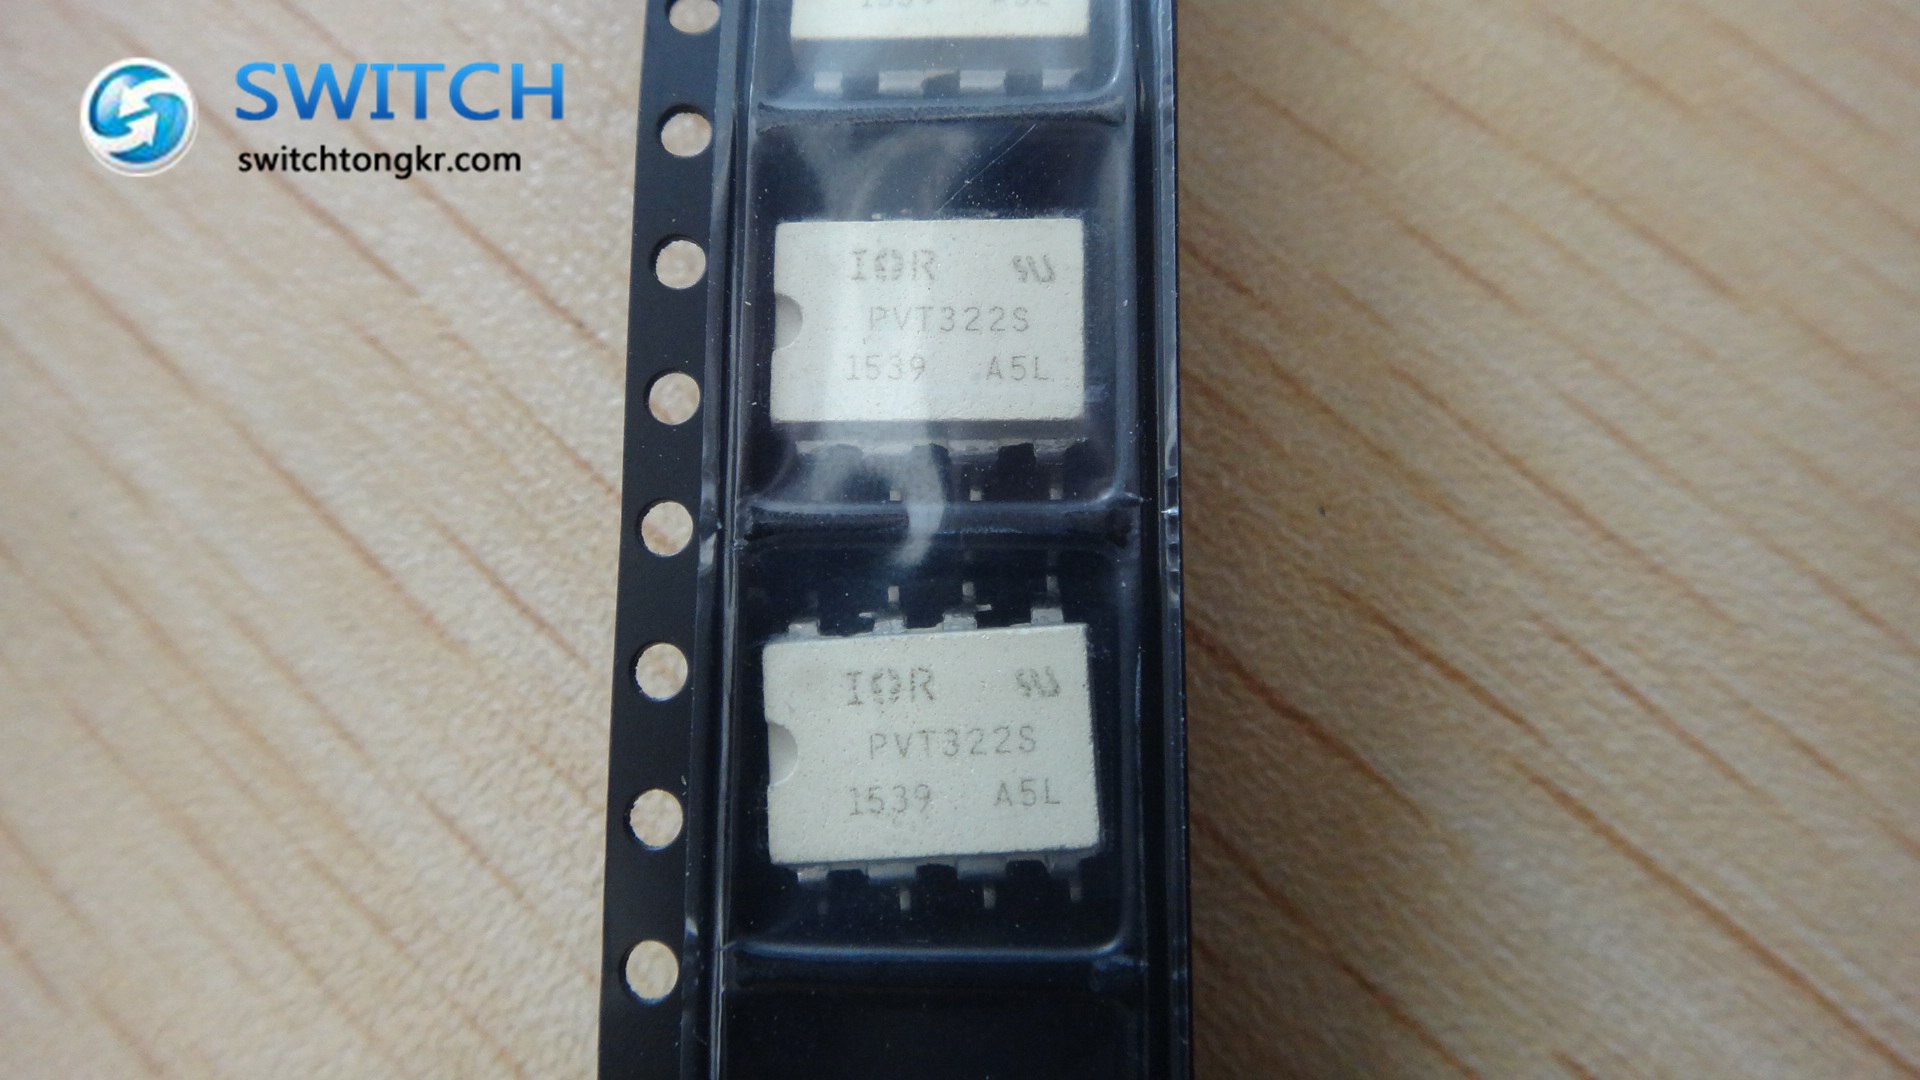 SWITCH
switchtongkr.com
IOR
PVT322S
1539 A5L
IOR
PVT322S
1539 A5L